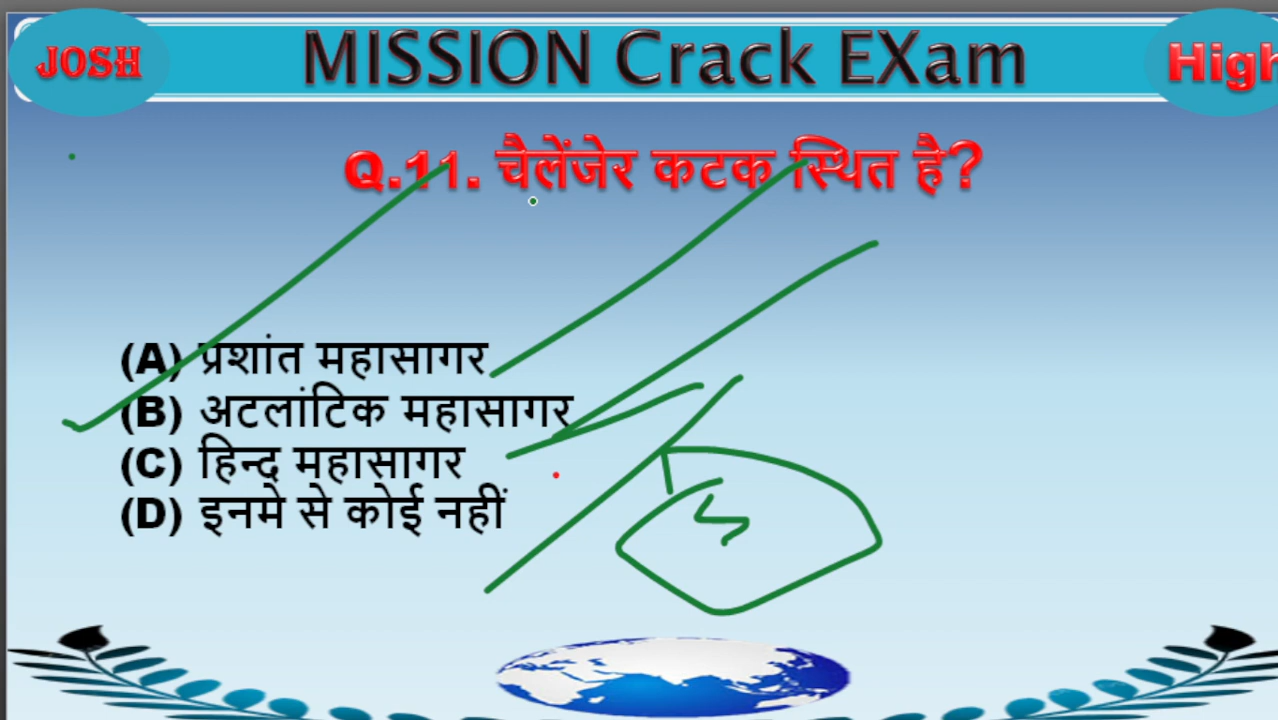 JOSH
MISSION Crack EXam
High
Q.11. चैलेंजेर कटक स्थित है?
(A) प्रशांत महासागर
(B) अटलांटिक महासागर
(C) हिन्द महासागर
(D) इनमे से कोई नहीं